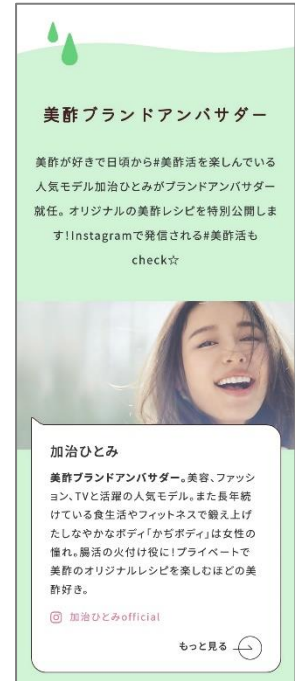 美酢ブランドアンバサダー
美酢が好きで日頃から#美酢活を楽しんでいる
人気モデル加治ひとみがブランドアンバサダー
就任。オリジナルの美酢レシピを特別公開しま
す!Instagramで発信される#美酢活も
check☆
加治ひとみ
美酢ブランドアンバサダー。美容、ファッシ
ョン、TVと活躍の人気モデル。また長年続
けている食生活やフィットネスで鍛え上げ
たしなやかなボディ「かぢボディ」は女性の
憧れ。腸活の火付け役に!プライベートで
美酢のオリジナルレシピを楽しむほどの美
酢好き。
加治ひとみofficial
もっと見る